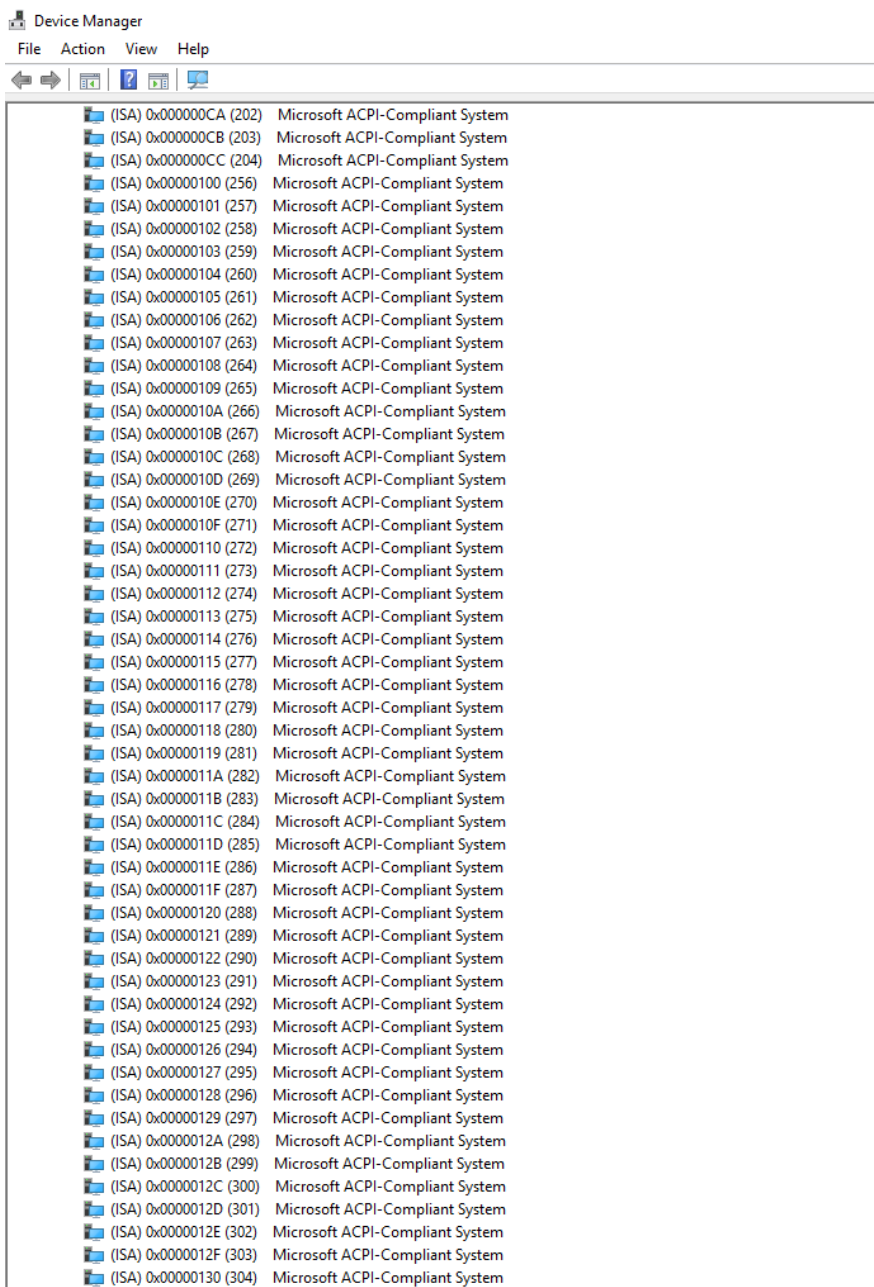 Device Manager
File Action View Help
(ISA) 0x000000CA (202) Microsoft ACPI-Compliant System
(ISA) 0x000000CB (203) Microsoft ACPI-Compliant System
(ISA) 0x000000CC (204) Microsoft ACPI-Compliant System
(ISA) 0x00000100 (256) Microsoft ACPI-Compliant System
(ISA) 0x00000101 (257) Microsoft ACPI-Compliant System
(ISA) 0x00000102 (258) Microsoft ACPI-Compliant System
(ISA) 0x00000103 (259) Microsoft ACPI-Compliant System
(ISA) 0x00000104 (260) Microsoft ACPI-Compliant System
(ISA) 0x00000105 (261) Microsoft ACPI-Compliant System
(ISA) 0x00000106 (262) Microsoft ACPI-Compliant System
(ISA) 0x00000107 (263) Microsoft ACPI-Compliant System
(ISA) 0x00000108 (264) Microsoft ACPI-Compliant System
(ISA) 0x00000109 (265) Microsoft ACPI-Compliant System
(ISA) 0x0000010A (266) Microsoft ACPI-Compliant System
(ISA) 0x0000010B (267) Microsoft ACPI-Compliant System
(ISA) 0x0000010C (268) Microsoft ACPI-Compliant System
(ISA) 0x0000010D (269) Microsoft ACPI-Compliant System
(ISA) 0x0000010E (270) Microsoft ACPI-Compliant System
(ISA) 0x0000010F (271) Microsoft ACPI-Compliant System
(ISA) 0x00000110 (272) Microsoft ACPI-Compliant System
(ISA) 0x00000111 (273) Microsoft ACPI-Compliant System
(ISA) 0x00000112 (274) Microsoft ACPI-Compliant System
(ISA) 0x00000113 (275) Microsoft ACPI-Compliant System
(ISA) 0x00000114 (276) Microsoft ACPI-Compliant System
(ISA) 0x00000115 (277) Microsoft ACPI-Compliant System
(ISA) 0x00000116 (278) Microsoft ACPI-Compliant System
(ISA) 0x00000117 (279) Microsoft ACPI-Compliant System
(ISA) 0x00000118 (280) Microsoft ACPI-Compliant System
(ISA) 0x00000119 (281) Microsoft ACPI-Compliant System
(ISA) 0x0000011A (282) Microsoft ACPI-Compliant System
(ISA) 0x0000011B (283) Microsoft ACPI-Compliant System
(ISA) 0x0000011C (284) Microsoft ACPI-Compliant System
(ISA) 0x0000011D (285) Microsoft ACPI-Compliant System
(ISA) 0x0000011E (286) Microsoft ACPI-Compliant System
(ISA) 0x0000011F (287) Microsoft ACPI-Compliant System
(ISA) 0x00000120 (288) Microsoft ACPI-Compliant System
(ISA) 0x00000121 (289) Microsoft ACPI-Compliant System
(ISA) 0x00000122 (290) Microsoft ACPI-Compliant System
(ISA) 0x00000123 (291) Microsoft ACPI-Compliant System
(ISA) 0x00000124 (292) Microsoft ACPI-Compliant System
(ISA) 0x00000125 (293) Microsoft ACPI-Compliant System
(ISA) 0x00000126 (294) Microsoft ACPI-Compliant System
(ISA) 0x00000127 (295) Microsoft ACPI-Compliant System
(ISA) 0x00000128 (296) Microsoft ACPI-Compliant System
(ISA) 0x00000129 (297) Microsoft ACPI-Compliant System
(ISA) 0x0000012A (298) Microsoft ACPI-Compliant System
(ISA) 0x0000012B (299) Microsoft ACPI-Compliant System
(ISA) 0x0000012C (300) Microsoft ACPI-Compliant System
(ISA) 0x0000012D (301) Microsoft ACPI-Compliant System
(ISA) 0x0000012E (302) Microsoft ACPI-Compliant System
(ISA) 0x0000012F (303) Microsoft ACPI-Compliant System
(ISA) 0x00000130 (304) Microsoft ACPI-Compliant System